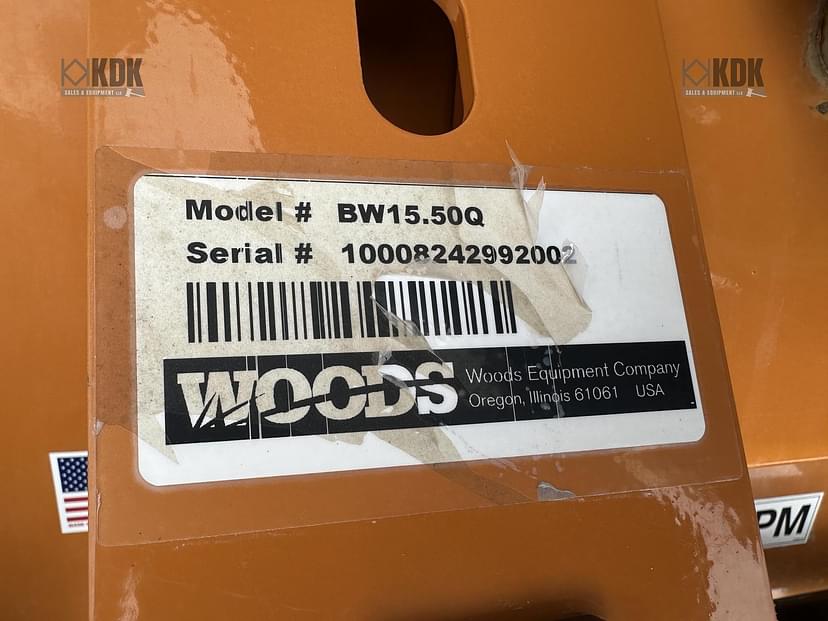 KDK
SALES & EQUIPMENT LLC
KDK
SALES & EQUIPMENT LLC
Model # BW15.50Q
Serial # 10008242992002
WOODS
Woods Equipment Company
Oregon, Illinois 61061 USA
PM